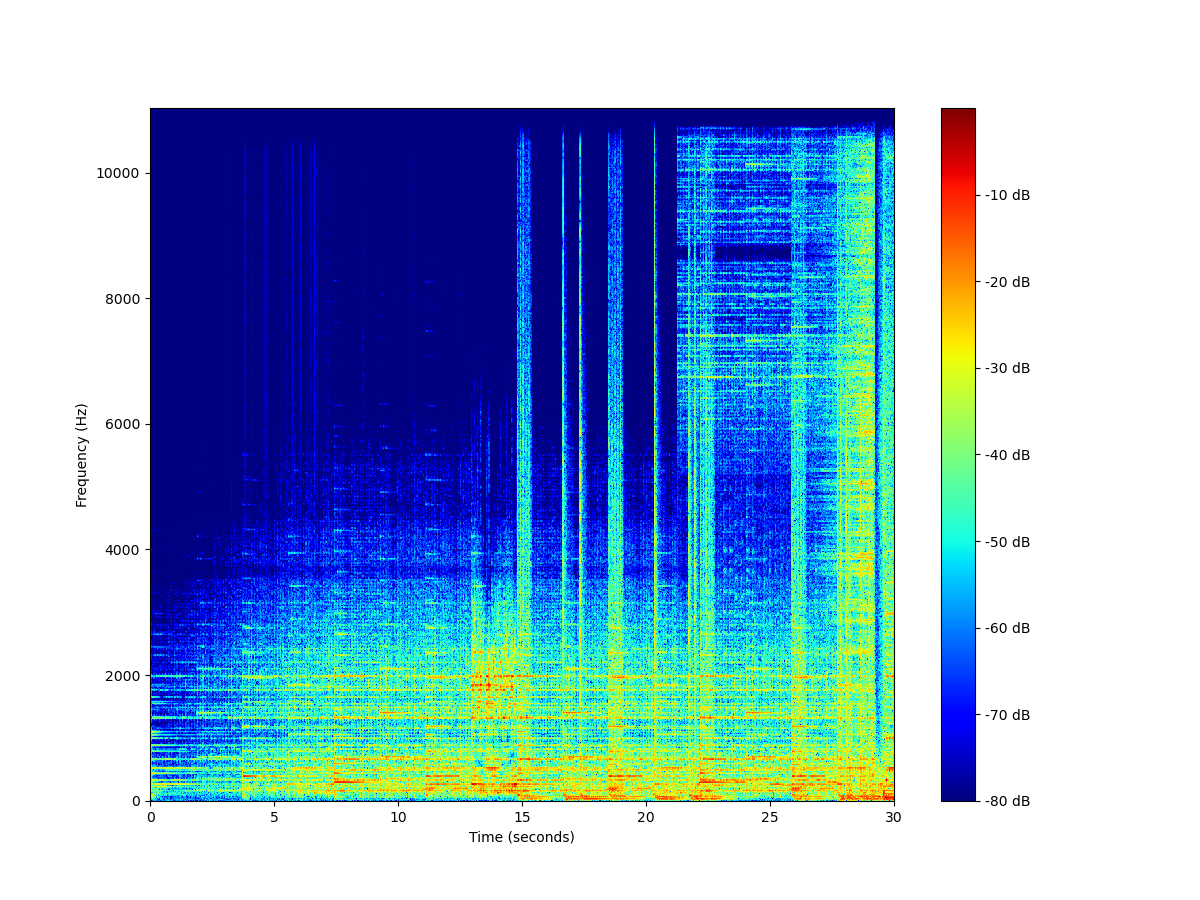 10000
8000
6000
4000
2000
0
Frequency (Hz)
0 5 10 15 20 25 30
Time (seconds)
-10 dB
-20 dB
-30 dB
-40 dB
-50 dB
-60 dB
-70 dB
-80 dB